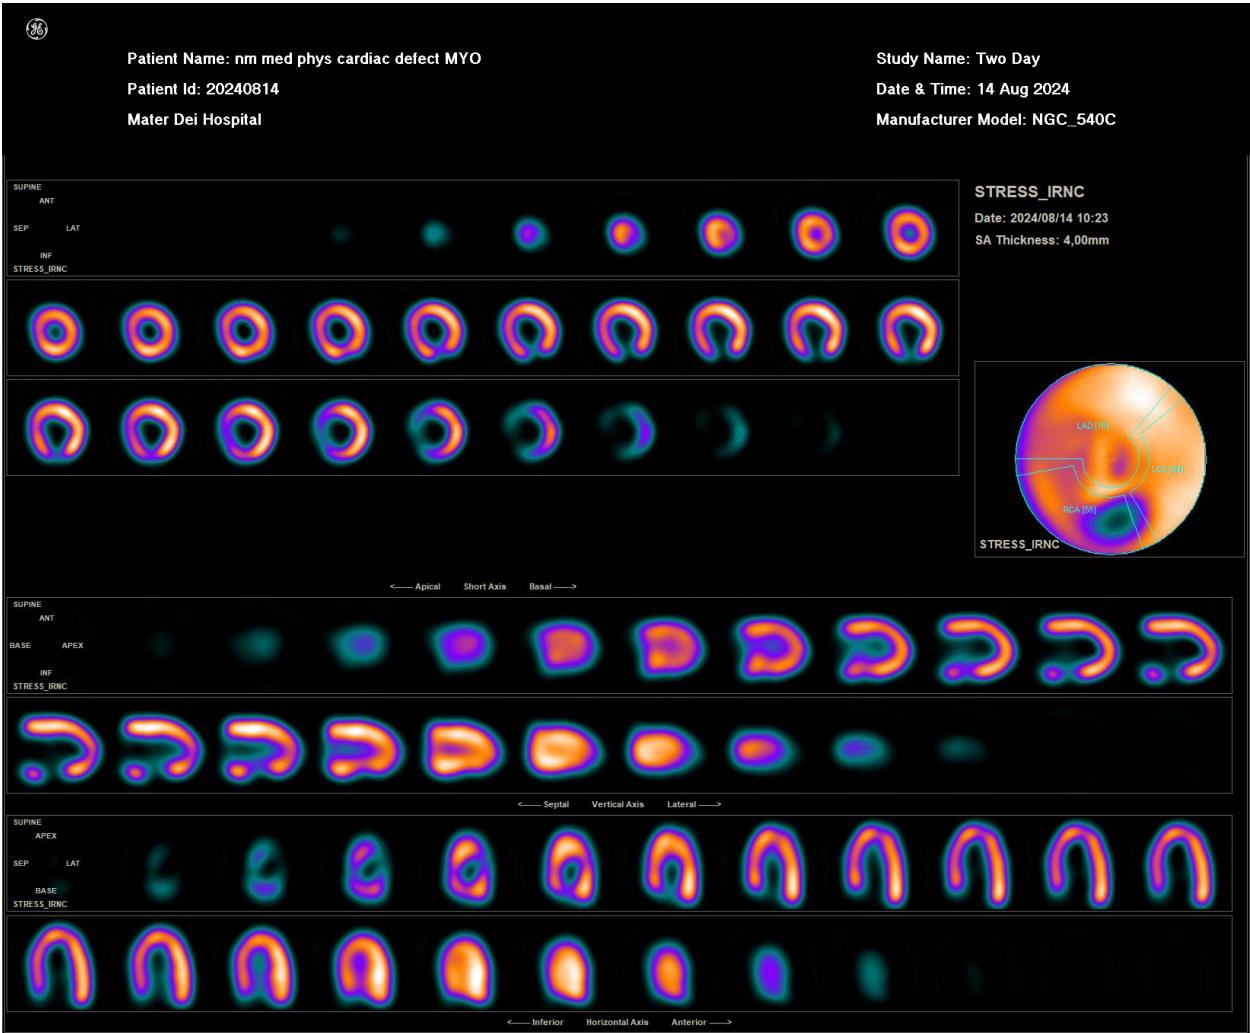 Patient Name: nm med phys cardiac defect MYO
Patient Id: 20240814
Mater Dei Hospital
Study Name: Two Day
Date & Time: 14 Aug 2024
Manufacturer Model: NGC_540C
SUPINE
ANT
SEP LAT
INF
STRESS_IRNC
STRESS_IRNC
Date: 2024/08/14 10:23
SA Thickness: 4,00mm
LAD [76]
LCX [84]
RCA [55]
STRESS_IRNC
<------ Apical Short Axis Basal ------>
SUPINE
ANT
BASE APEX
INF
STRESS_IRNC
<------ Septal Vertical Axis Lateral ------>
SUPINE
APEX
SEP LAT
BASE
STRESS_IRNC
<------ Inferior Horizontal Axis Anterior ------>